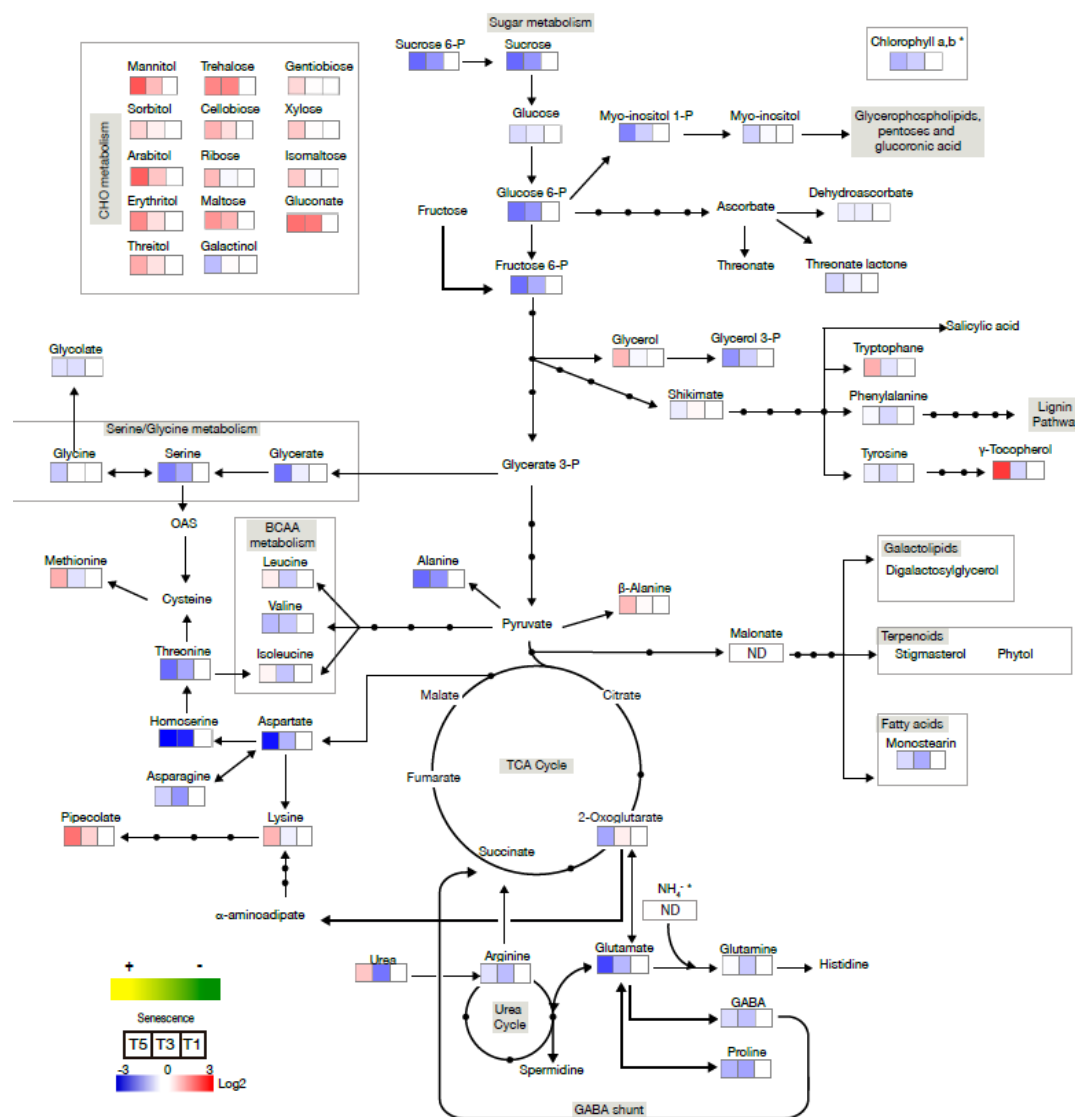 Sugar metabolism
Sucrose 6-P
Sucrose
Chlorophyll a,b *
CHO metabolism
Mannitol
Trehalose
Gentiobiose
Sorbitol
Cellobiose
Xylose
Arabitol
Ribose
Isomaltose
Erythritol
Maltose
Gluconate
Threitol
Galactinol
Glucose
Myo-inositol 1-P
Myo-inositol
Glycerophospholipids,
pentoses and
glucoronic acid
Glucose 6-P
Fructose
Ascorbate
Dehydroascorbate
Threonate
Threonate lactone
Fructose 6-P
Glycerol
Glycerol 3-P
Salicylic acid
Tryptophane
Shikimate
Phenylalanine
Lignin
Pathwa
Tyrosine
γ-Tocopherol
Glycolate
Serine/Glycine metabolism
Glycine
Serine
Glycerate
Glycerate 3-P
OAS
BCAA
metabolism
Methionine
Leucine
Cysteine
Valine
Threonine
Isoleucine
Alanine
β-Alanine
Pyruvate
Malonate
ND
Galactolipids
Digalactosylglycerol
Terpenoids
Stigmasterol
Phytol
Fatty acids
Monostearin
Homoserine
Aspartate
Asparagine
Pipecolate
Lysine
α-aminoadipate
Malate
Citrate
TCA Cycle
Fumarate
2-Oxoglutarate
Succinate
NH4- *
ND
Urea
Arginine
Glutamate
Glutamine
Histidine
Urea
Cycle
GABA
Proline
Spermidine
GABA shunt
+ -
Senescence
T5 T3 T1
-3 0 3
Log2